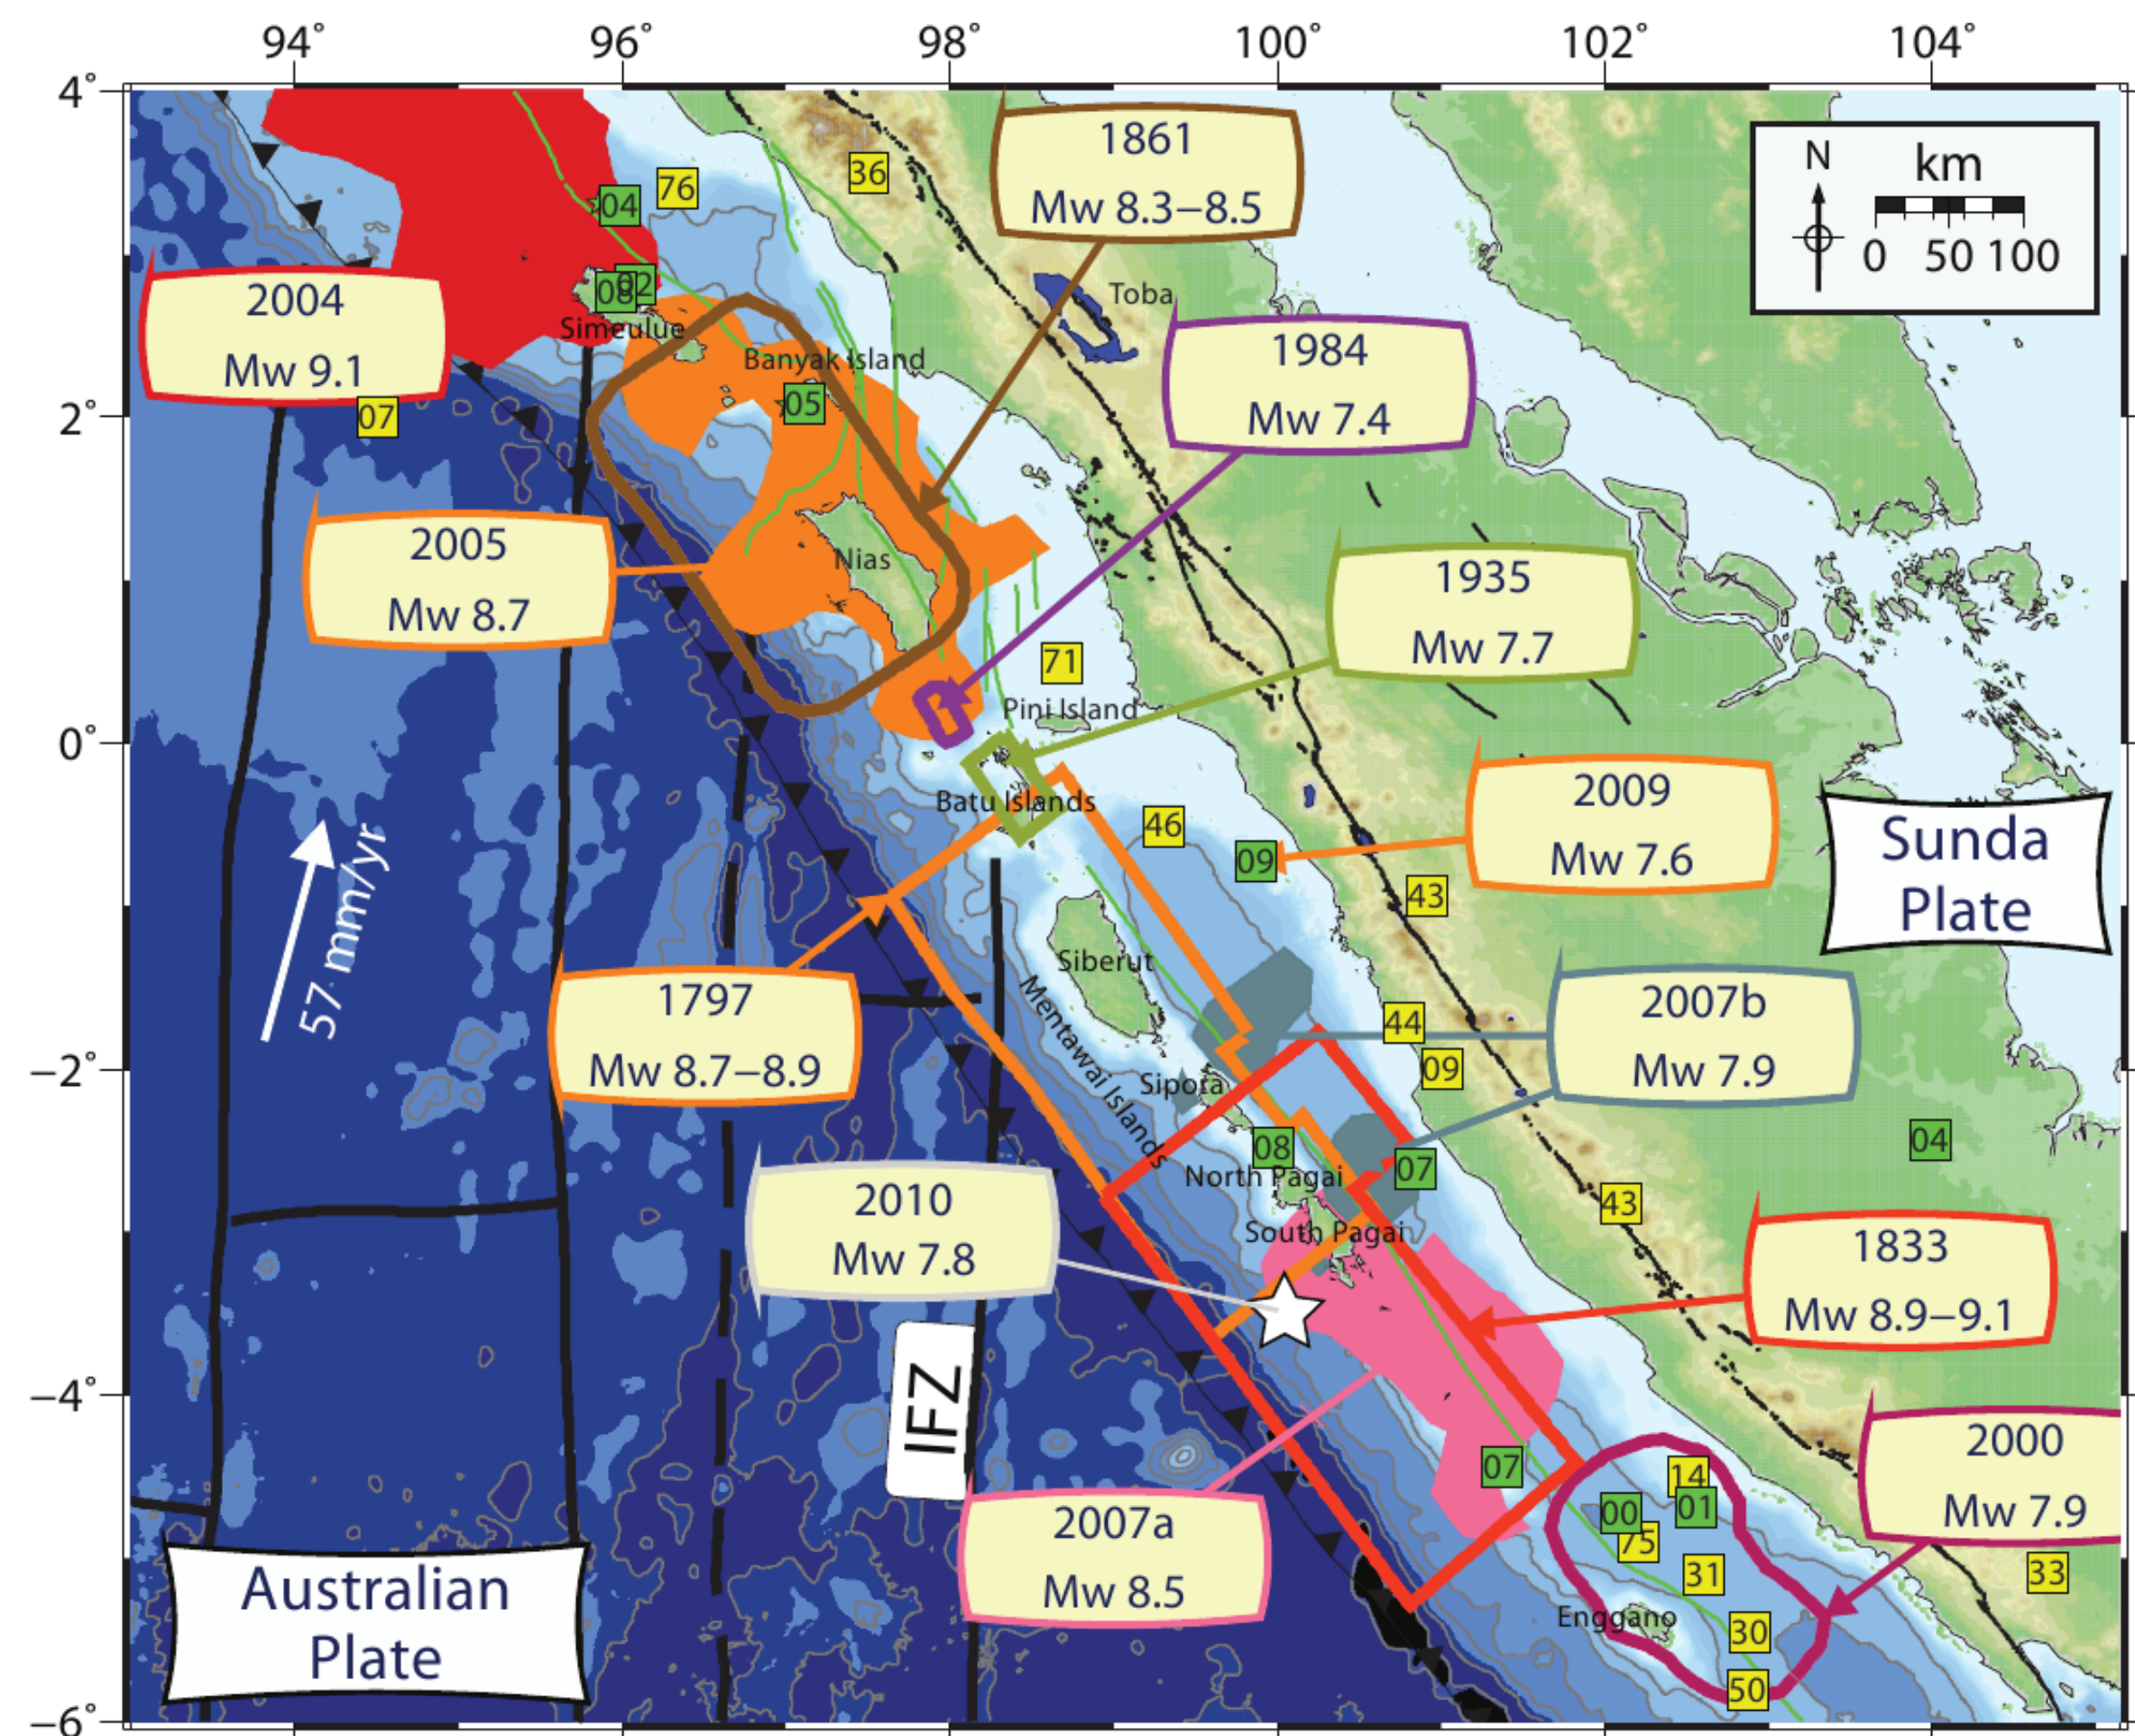 94° 96° 98° 100° 102° 104°
4°
2°
0°
−2°
−4°
−6°
1861
Mw 8.3–8.5
N
km
0 50 100
36
76
04
02
08
2004
Mw 9.1
Simeulue
Toba
1984
Mw 7.4
Banyak Island
05
07
2005
Mw 8.7
Nias
1935
Mw 7.7
71
Pini Island
Batu Islands
46
09
2009
Mw 7.6
Sunda
Plate
57 mm/yr
43
Siberut
Mentawai Islands
1797
Mw 8.7–8.9
44
2007b
Mw 7.9
09
Sipora
08
North Pagai
07
04
2010
Mw 7.8
South Pagai
43
1833
Mw 8.9–9.1
IFZ
07
2000
Mw 7.9
14
00
01
75
31
33
2007a
Mw 8.5
Enggano
30
50
Australian
Plate